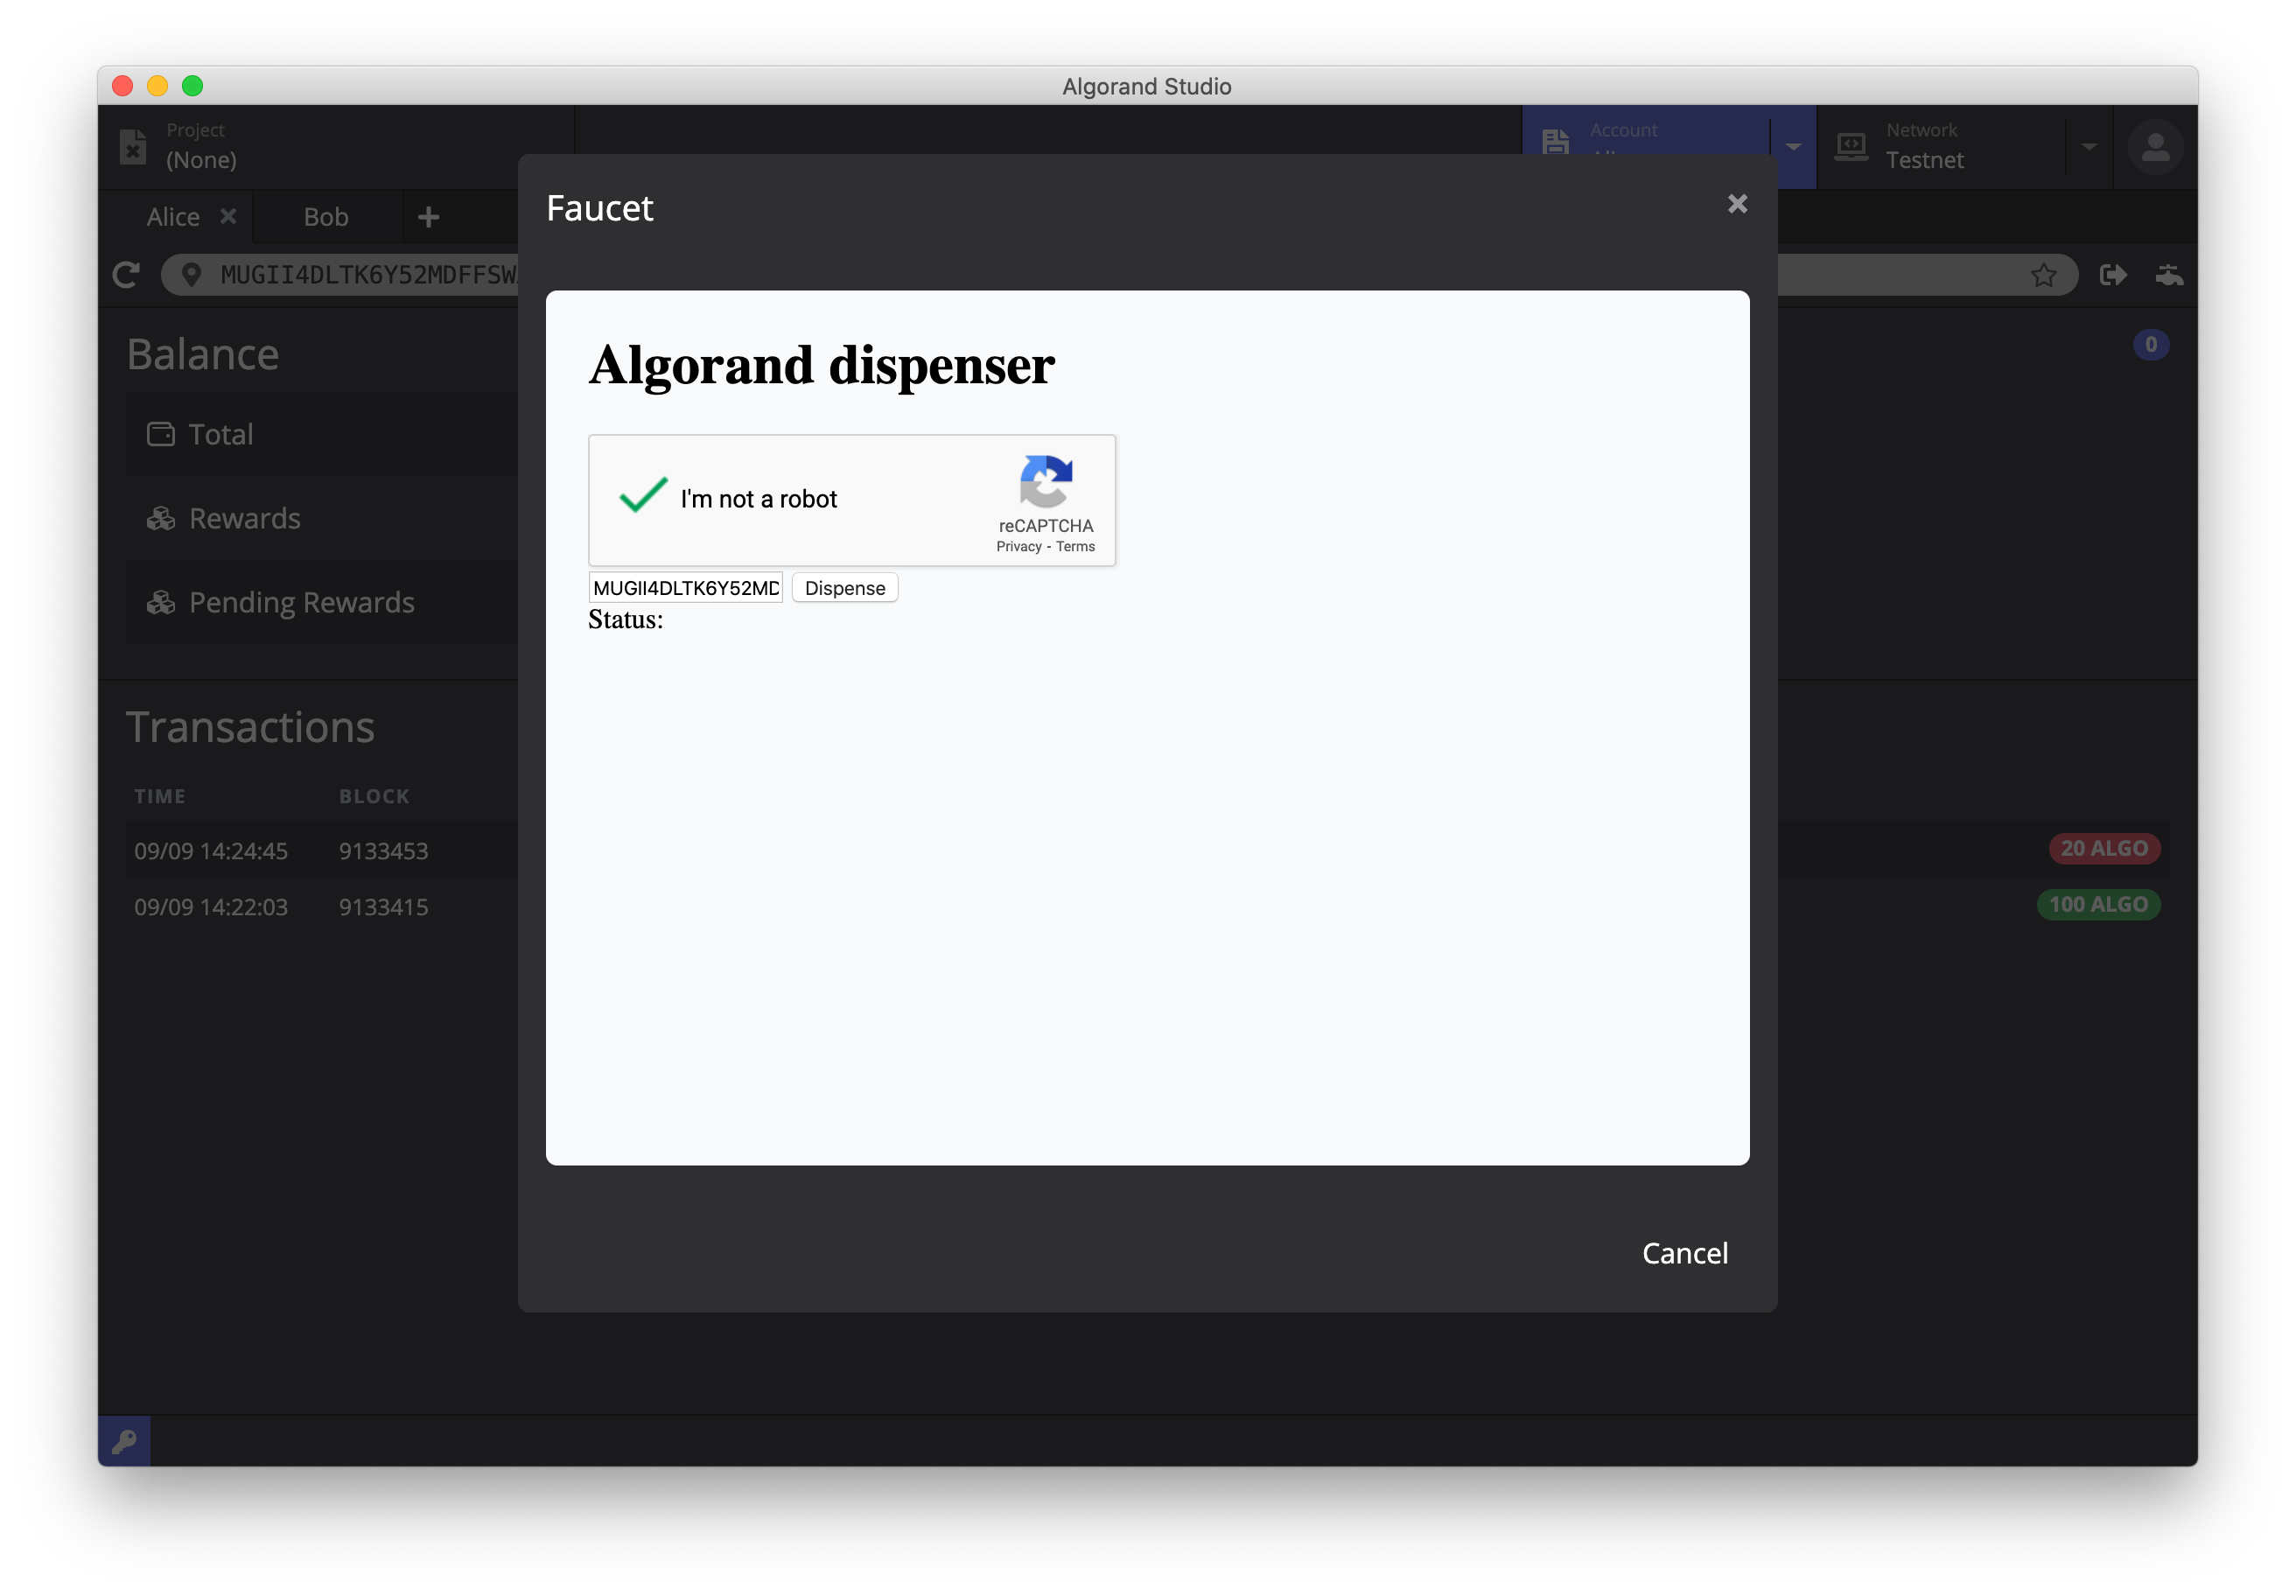 Algorand Studio
Project
(None)
Account
Network
Testnet
Alice
Bob
MUGII4DLTK6Y52MDFFSW
Faucet
Balance
0
Total
Rewards
Pending Rewards
Algorand dispenser
I'm not a robot
reCAPTCHA
Privacy - Terms
MUGII4DLTK6Y52MD
Dispense
Status:
Transactions
TIME BLOCK
09/09 14:24:45 9133453 20 ALGO
09/09 14:22:03 9133415 100 ALGO
Cancel